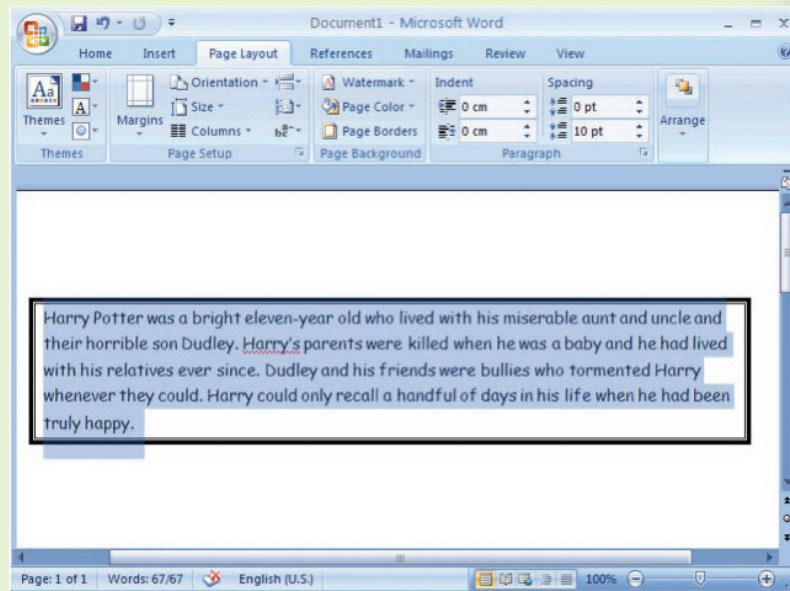 Document1 - Microsoft Word
Home Insert Page Layout References Mailings Review View
Aa
Themes
A
Themes
Margins
Orientation
Size
Columns
Page Setup
Watermark
Page Color
Page Borders
Page Background
Indent
0 cm
0 cm
Spacing
0 pt
10 pt
Paragraph
Arrange
Harry Potter was a bright eleven-year old who lived with his miserable aunt and uncle and
their horrible son Dudley. Harry's parents were killed when he was a baby and he had lived
with his relatives ever since. Dudley and his friends were bullies who tormented Harry
whenever they could. Harry could only recall a handful of days in his life when he had been
truly happy.
Page: 1 of 1 Words: 67/67 English (U.S.) 100%